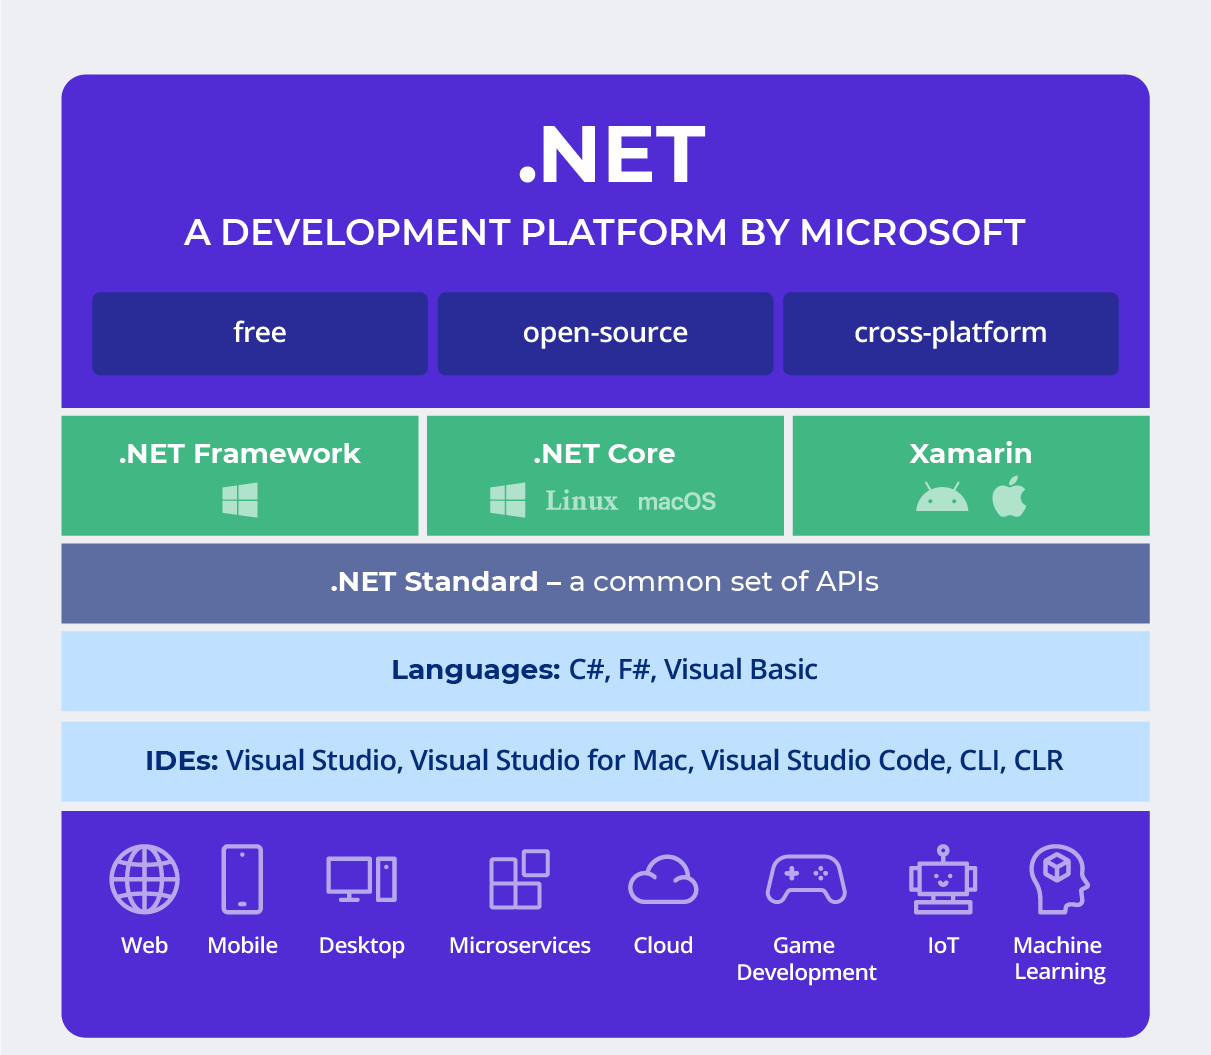 .NET
A DEVELOPMENT PLATFORM BY MICROSOFT
free
open-source
cross-platform
.NET Framework
.NET Core
Linux macOS
Xamarin
.NET Standard – a common set of APIs
Languages: C#, F#, Visual Basic
IDEs: Visual Studio, Visual Studio for Mac, Visual Studio Code, CLI, CLR
Web
Mobile
Desktop
Microservices
Cloud
Game
Development
IoT
Machine
Learning